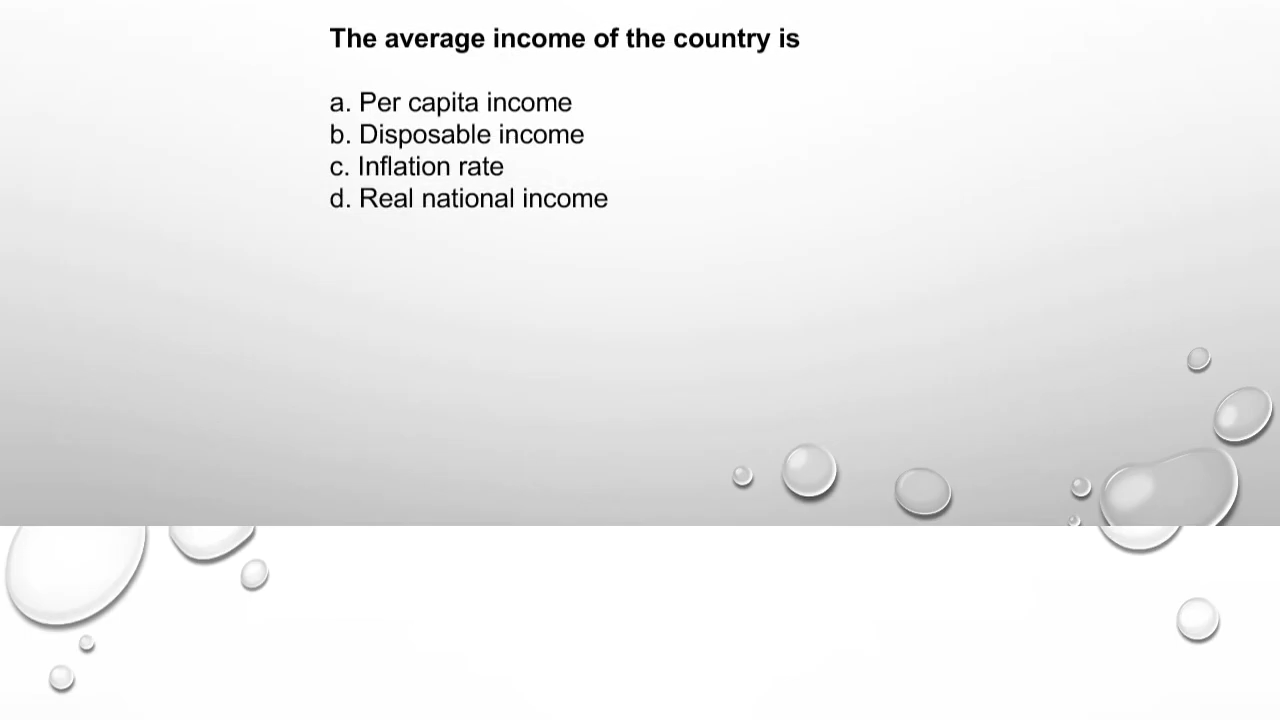 The average income of the country is
a. Per capita income
b. Disposable income
c. Inflation rate
d. Real national income